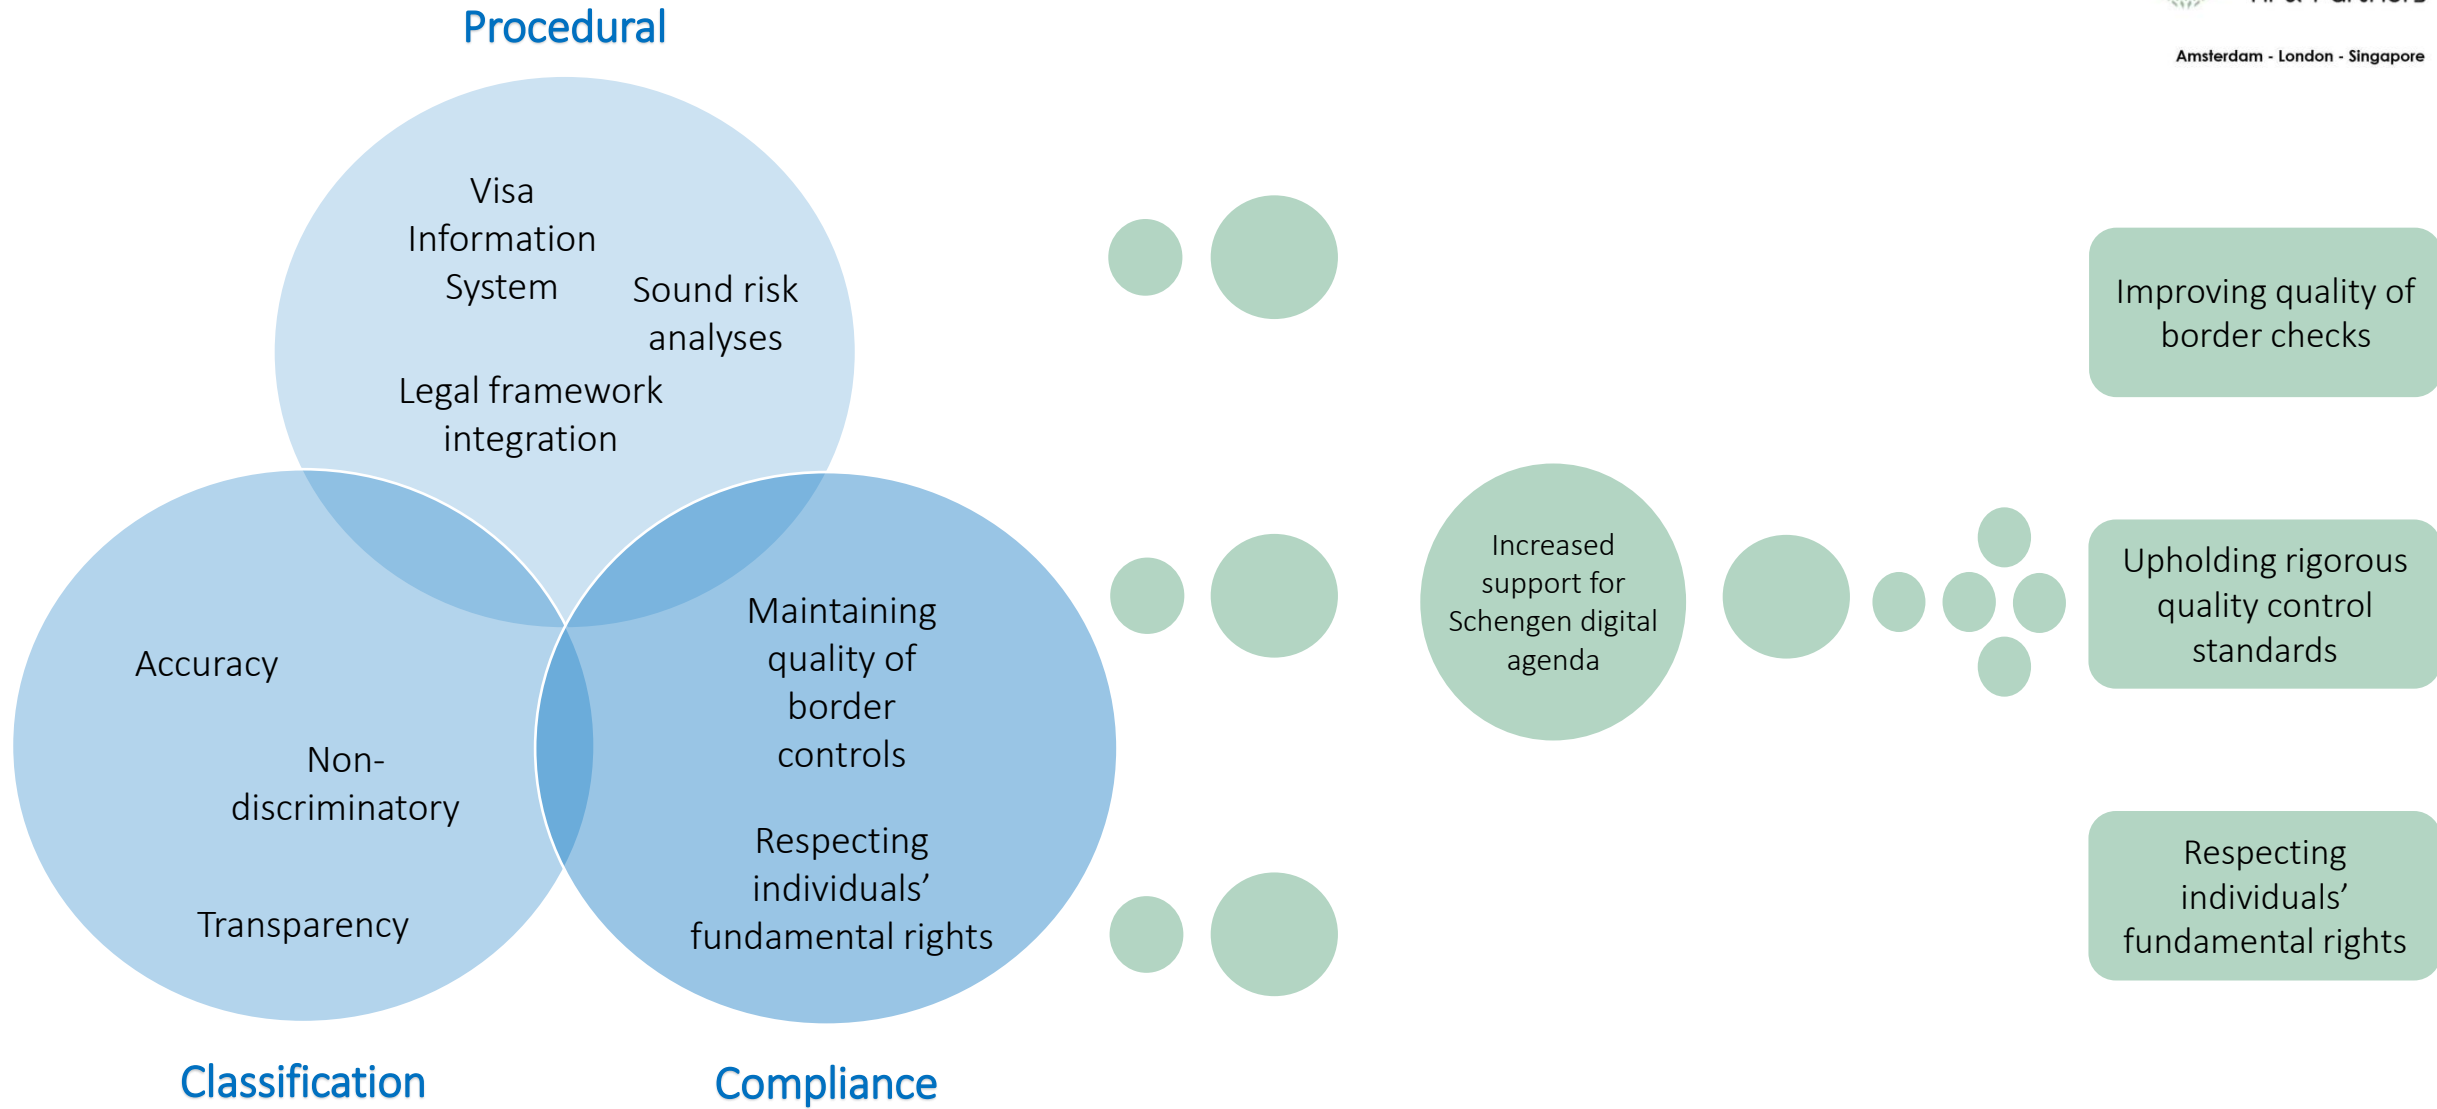 Procedural
Amsterdam - London - Singapore
Visa
Information
System
Sound risk
analyses
Legal framework
integration
Accuracy
Non-
discriminatory
Transparency
Maintaining
quality of
border
controls
Respecting
individuals’
fundamental rights
Classification
Compliance
Increased
support for
Schengen digital
agenda
Improving quality of
border checks
Upholding rigorous
quality control
standards
Respecting
individuals’
fundamental rights